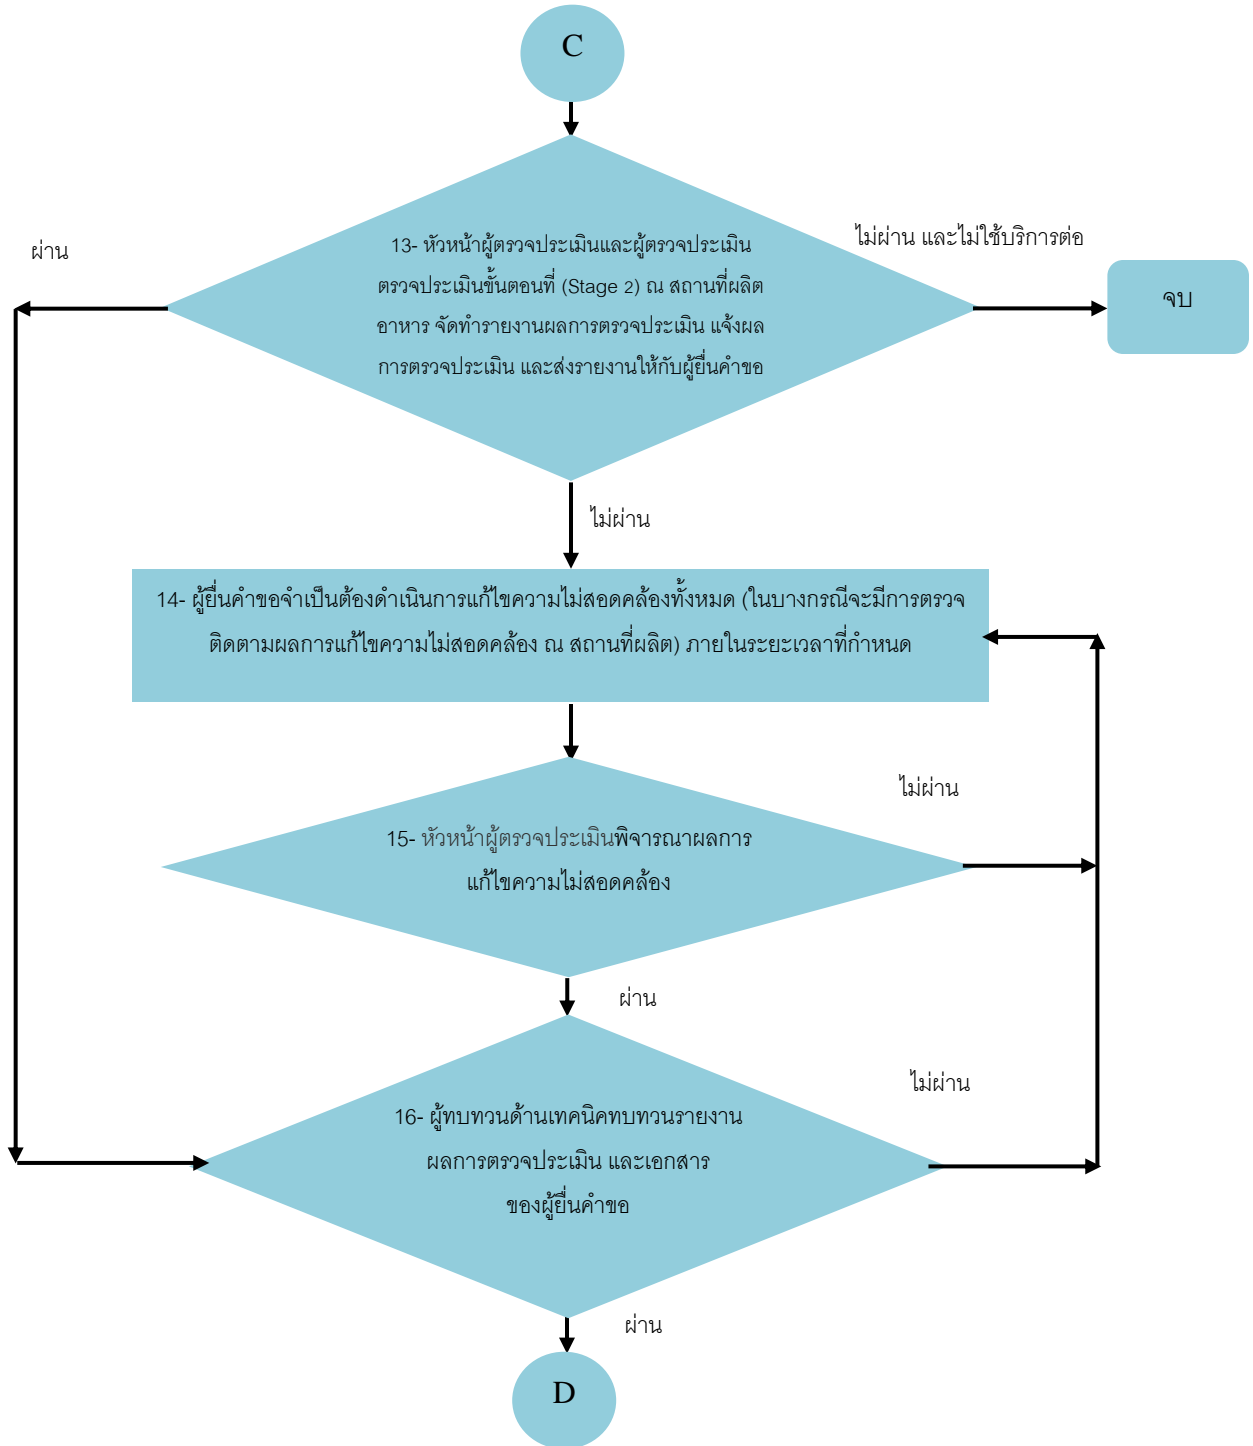 C
ผ่าน
13- หัวหน้าผู้ตรวจประเมินและผู้ตรวจประเมิน
ตรวจประเมินขั้นตอนที่ (Stage 2) ณ สถานที่ผลิต
อาหาร จัดทำรายงานผลการตรวจประเมิน แจ้งผล
การตรวจประเมิน และส่งรายงานให้กับผู้ยื่นคำขอ
ไม่ผ่าน และไม่ใช้บริการต่อ
จบ
ไม่ผ่าน
14- ผู้ยื่นคำขอจำเป็นต้องดำเนินการแก้ไขความไม่สอดคล้องทั้งหมด (ในบางกรณีจะมีการตรวจ
ติดตามผลการแก้ไขความไม่สอดคล้อง ณ สถานที่ผลิต) ภายในระยะเวลาที่กำหนด
ไม่ผ่าน
15- หัวหน้าผู้ตรวจประเมินพิจารณาผลการ
แก้ไขความไม่สอดคล้อง
ผ่าน
ไม่ผ่าน
16- ผู้ทบทวนด้านเทคนิคทบทวนรายงาน
ผลการตรวจประเมิน และเอกสาร
ของผู้ยื่นคำขอ
ผ่าน
D